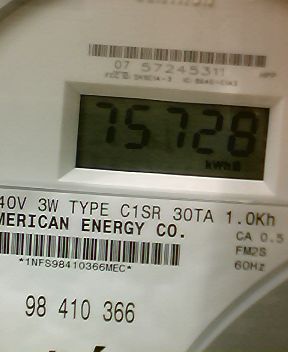 07 57245311
75728
kWh
40V 3W TYPE C1SR 30TA 1.0Kh
MERICAN ENERGY CO.
CA 0.5
FM2S
60Hz
*1NFS98410366MEC*
98 410 366